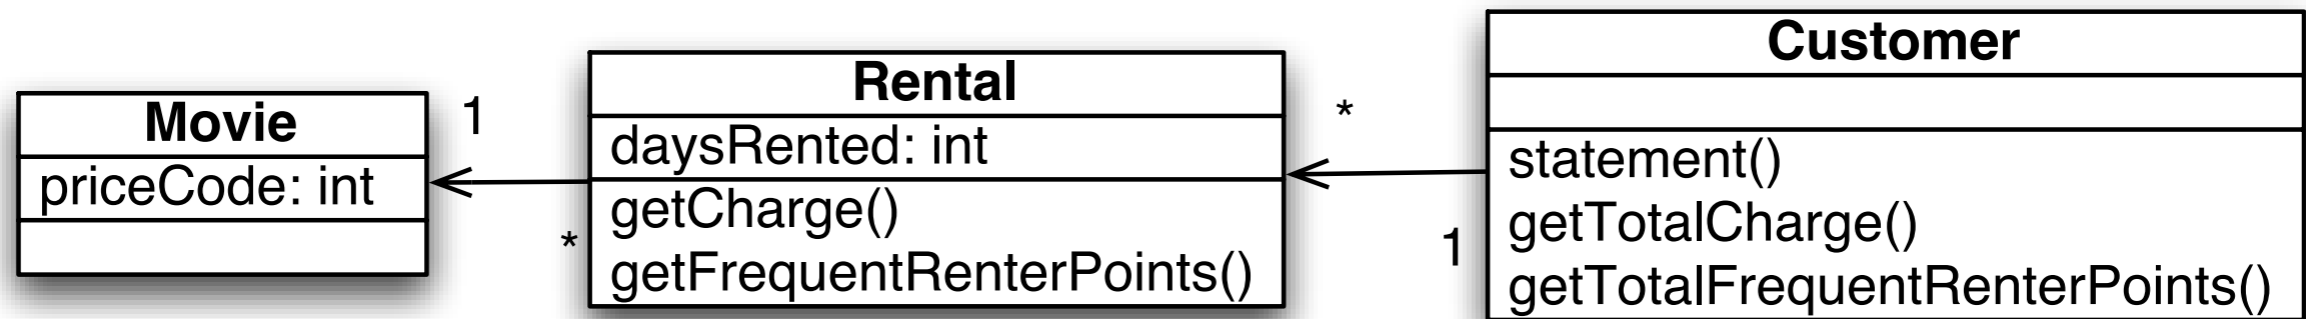 Movie
priceCode: int
1
*
Rental
daysRented: int
getCharge()
getFrequentRenterPoints()
*
1
Customer
statement()
getTotalCharge()
getTotalFrequentRenterPoints()